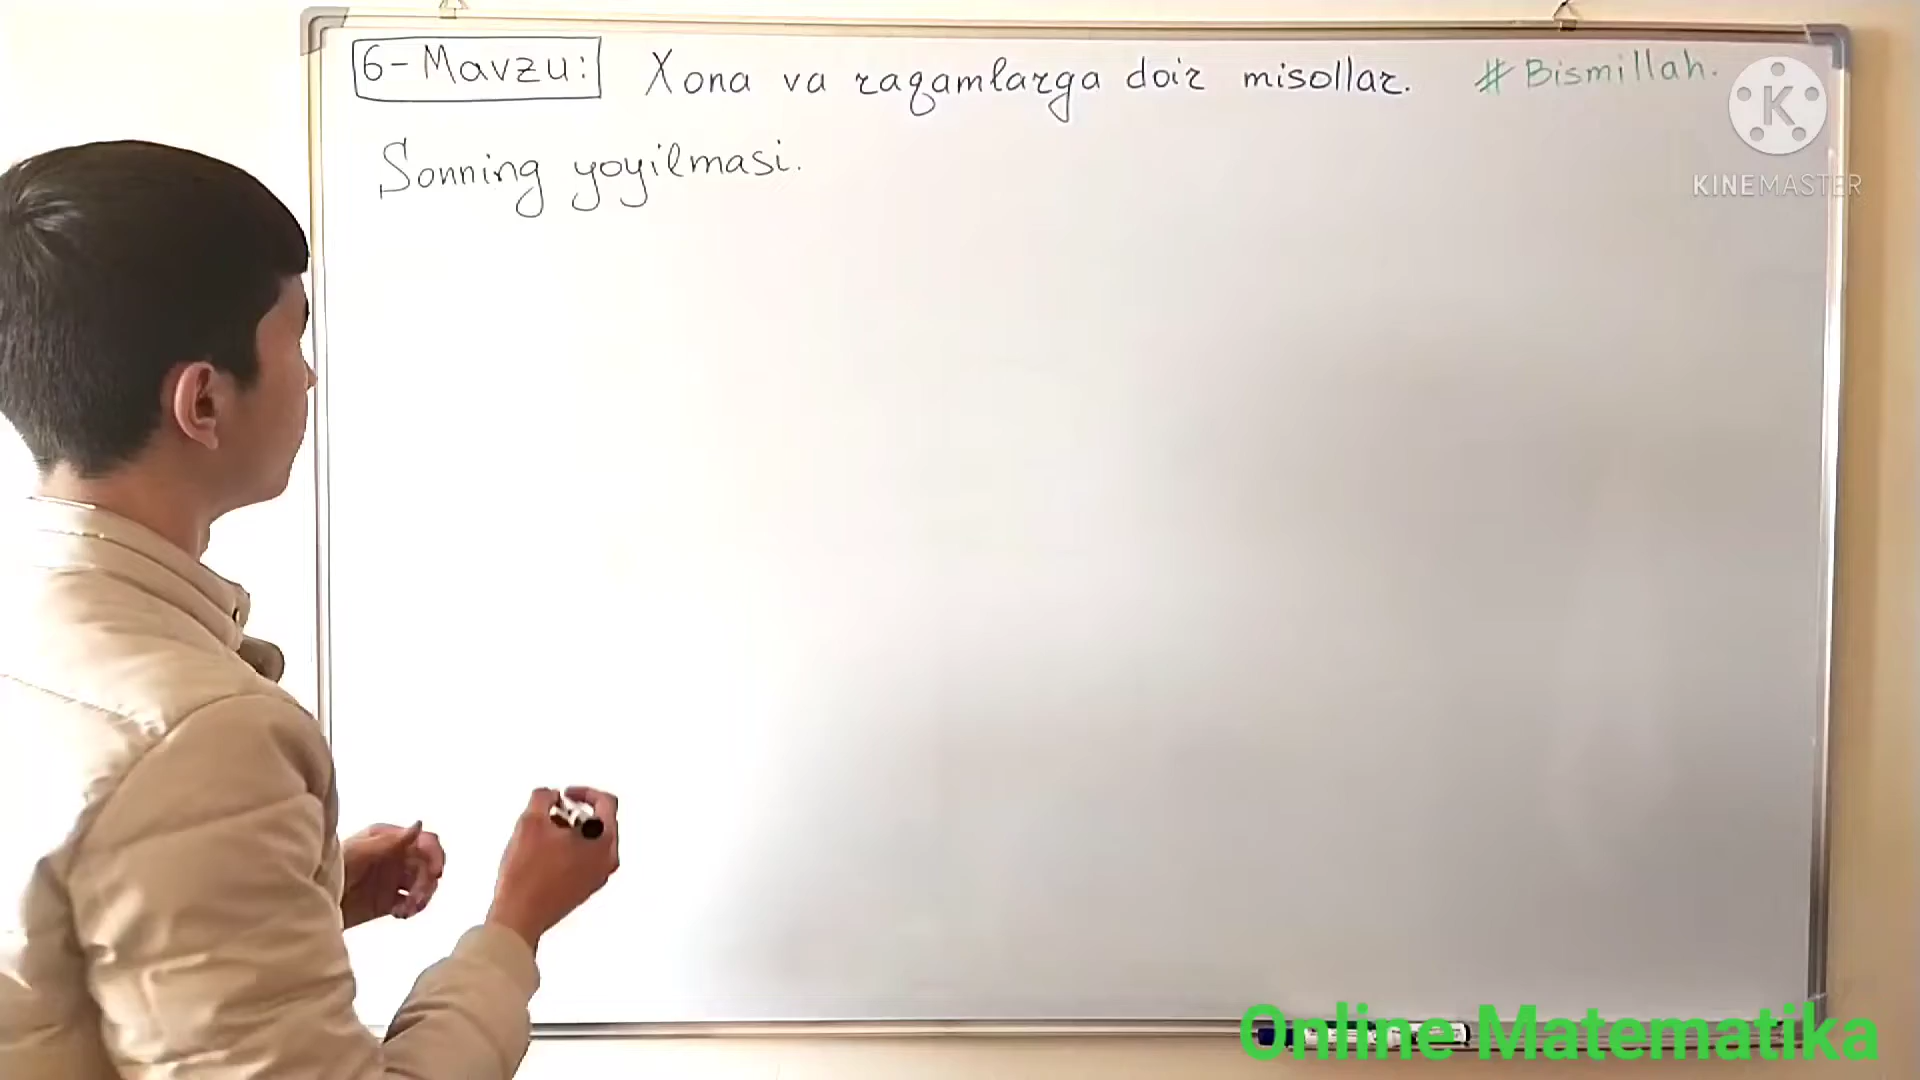 6-Mavzu: Xona va raqamlarga doir misollar. #Bismillah.
Sonning yoyilmasi.
K
KINEMASTER
Online Matematika